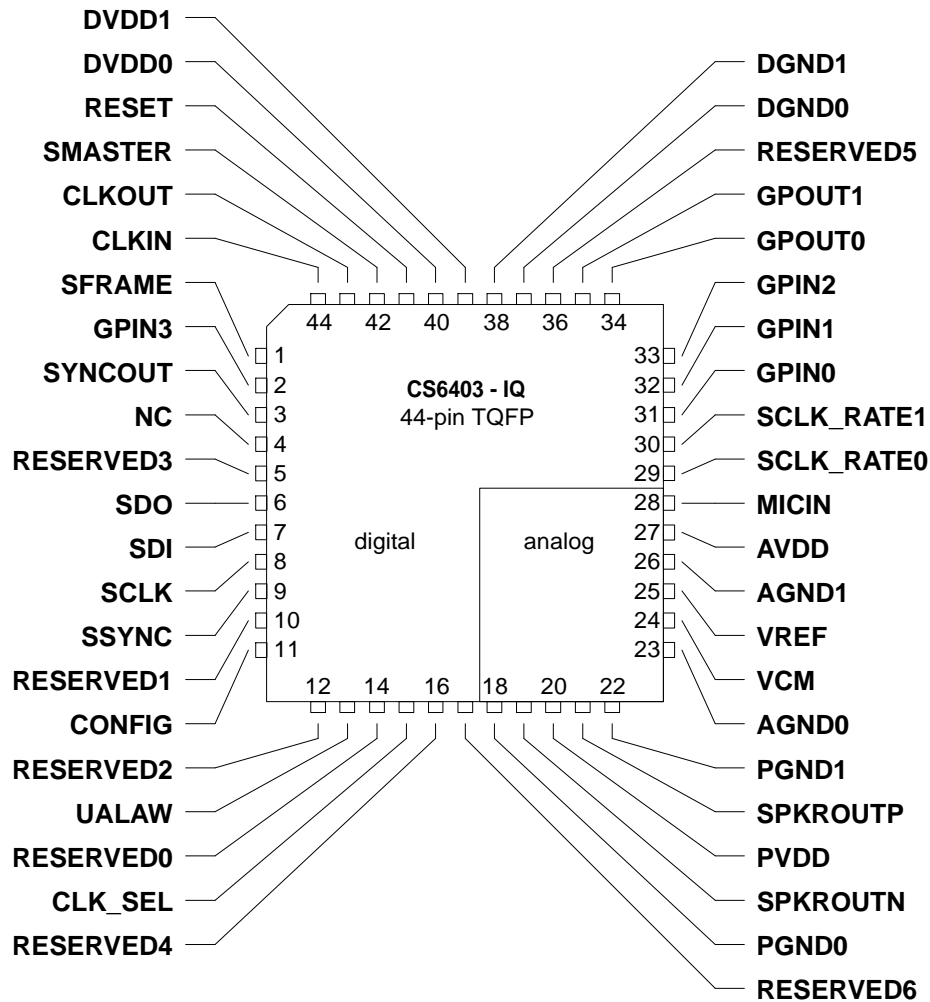 DVDD1
DVDD0
RESET
SMASTER
CLKOUT
CLKIN
SFRAME
GPIN3
SYNCOUT
NC
RESERVED3
SDO
SDI
SCLK
SSYNC
RESERVED1
CONFIG
RESERVED2
UALAW
RESERVED0
CLK_SEL
RESERVED4
DGND1
DGND0
RESERVED5
GPOUT1
GPOUT0
GPIN2
GPIN1
GPIN0
SCLK_RATE1
SCLK_RATE0
MICIN
AVDD
AGND1
VREF
VCM
AGND0
PGND1
SPKROUTP
PVDD
SPKROUTN
PGND0
RESERVED6
44 42 40 38 36 34
1
2
3
4
5
6
7
8
9
10
11
33
32
31
30
29
28
27
26
25
24
23
CS6403 - IQ
44-pin TQFP
digital
analog
12 14 16 18 20 22